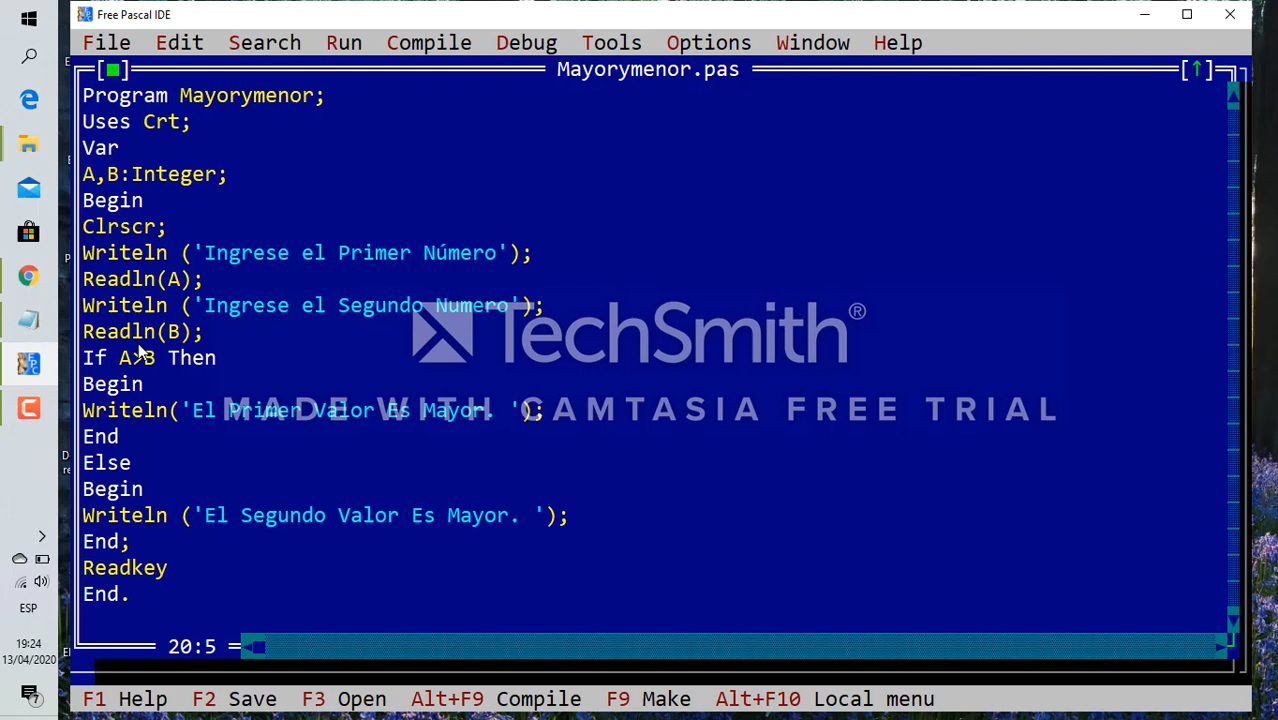 Free Pascal IDE
File Edit Search Run Compile Debug Tools Options Window Help
Mayorymenor.pas
Program Mayorymenor;
Uses Crt;
Var
A,B:Integer;
Begin
Clrscr;
Writeln ('Ingrese el Primer Número');
Readln(A);
Writeln ('Ingrese el Segundo Numero');
Readln(B);
If A>B Then
Begin
Writeln('El Primer Valor Es Mayor. ');
End
Else
Begin
Writeln ('El Segundo Valor Es Mayor. ');
End;
Readkey
End.
TechSmith®
MADE WITH CAMTASIA FREE TRIAL
20:5
F1 Help F2 Save F3 Open Alt+F9 Compile F9 Make Alt+F10 Local menu
ESP
19:24
13/04/2020
7